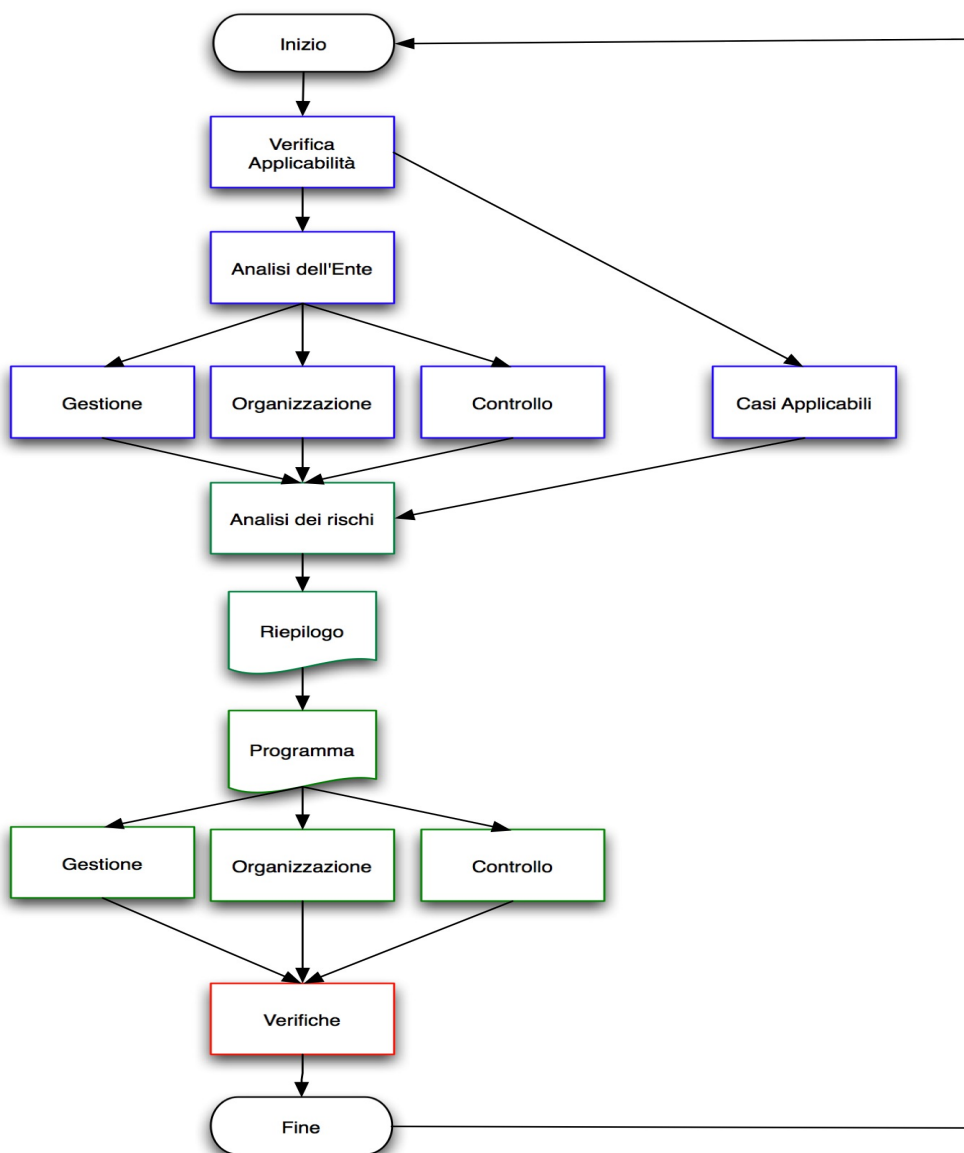 Inizio
Verifica
Applicabilità
Analisi dell'Ente
Gestione
Organizzazione
Controllo
Casi Applicabili
Analisi dei rischi
Riepilogo
Programma
Gestione
Organizzazione
Controllo
Verifiche
Fine